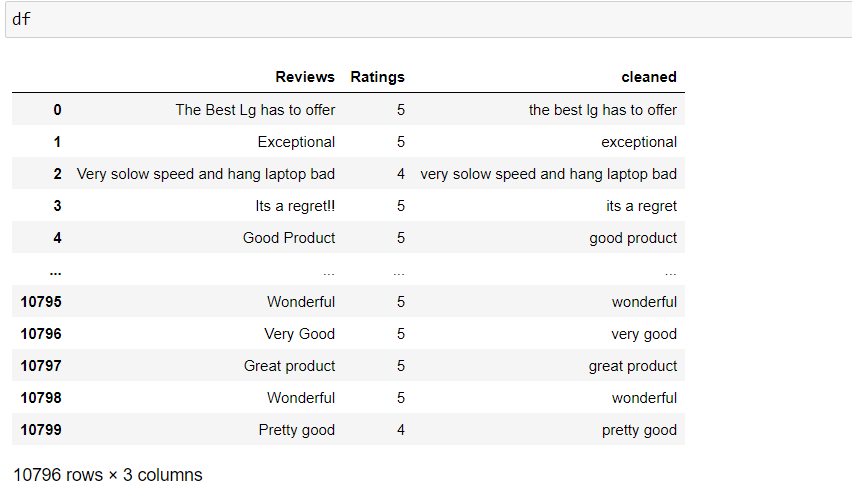 df
Reviews Ratings cleaned
0 The Best Lg has to offer 5 the best lg has to offer
1 Exceptional 5 exceptional
2 Very solow speed and hang laptop bad 4 very solow speed and hang laptop bad
3 Its a regret!! 5 its a regret
4 Good Product 5 good product
... ... ... ...
10795 Wonderful 5 wonderful
10796 Very Good 5 very good
10797 Great product 5 great product
10798 Wonderful 5 wonderful
10799 Pretty good 4 pretty good
10796 rows × 3 columns